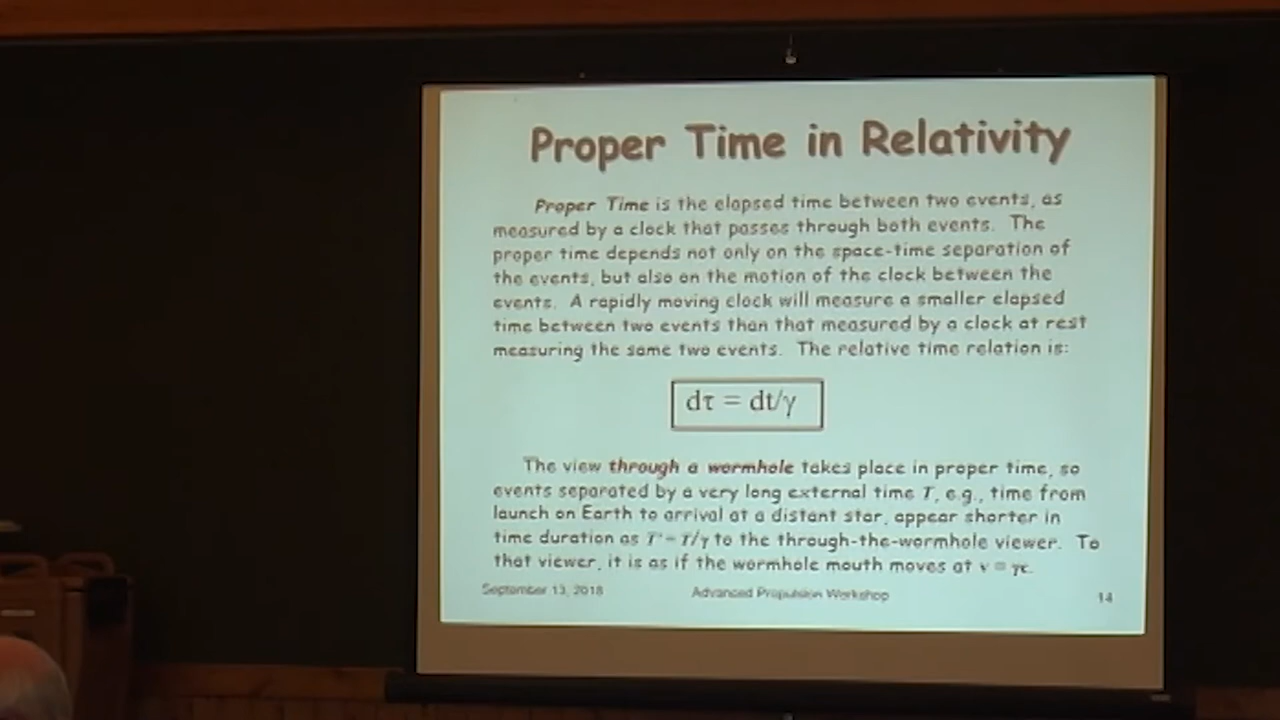 Proper Time in Relativity
Proper Time is the elapsed time between two events, as
measured by a clock that passes through both events. The
proper time depends not only on the space-time separation of
the events, but also on the motion of the clock between the
events. A rapidly moving clock will measure a smaller elapsed
time between two events than that measured by a clock at rest
measuring the same two events. The relative time relation is:
dτ = dt/γ
The view through a wormhole takes place in proper time, so
events separated by a very long external time T, e.g., time from
launch on Earth to arrival at a distant star, appear shorter in
time duration as T' = T/γ to the through-the-wormhole viewer. To
that viewer, it is as if the wormhole mouth moves at v = γc.
September 13, 2018 Advanced Propulsion Workshop 14